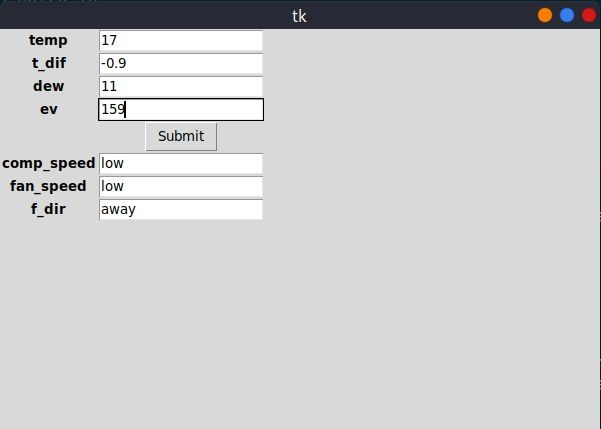 tk
temp 17
t_dif -0.9
dew 11
ev 159
Submit
comp_speed low
fan_speed low
f_dir away